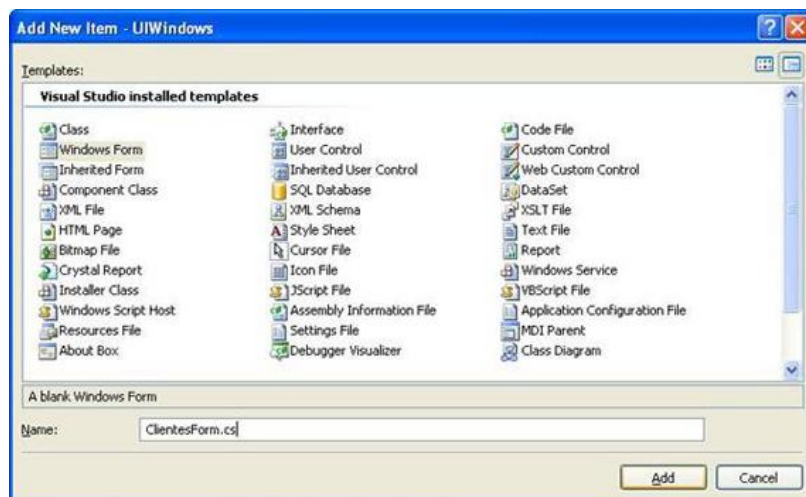 Add New Item - UIWindows
Templates:
Visual Studio installed templates
Class Interface Code File
Windows Form User Control Custom Control
Inherited Form Inherited User Control Web Custom Control
Component Class SQL Database DataSet
XML File XML Schema XSLT File
HTML Page Style Sheet Text File
Bitmap File Cursor File Report
Crystal Report Icon File Windows Service
Installer Class JScript File VBScript File
Windows Script Host Assembly Information File Application Configuration File
Resources File Settings File MDI Parent
About Box Debugger Visualizer Class Diagram
A blank Windows Form
Name: ClientesForm.cs
Add Cancel